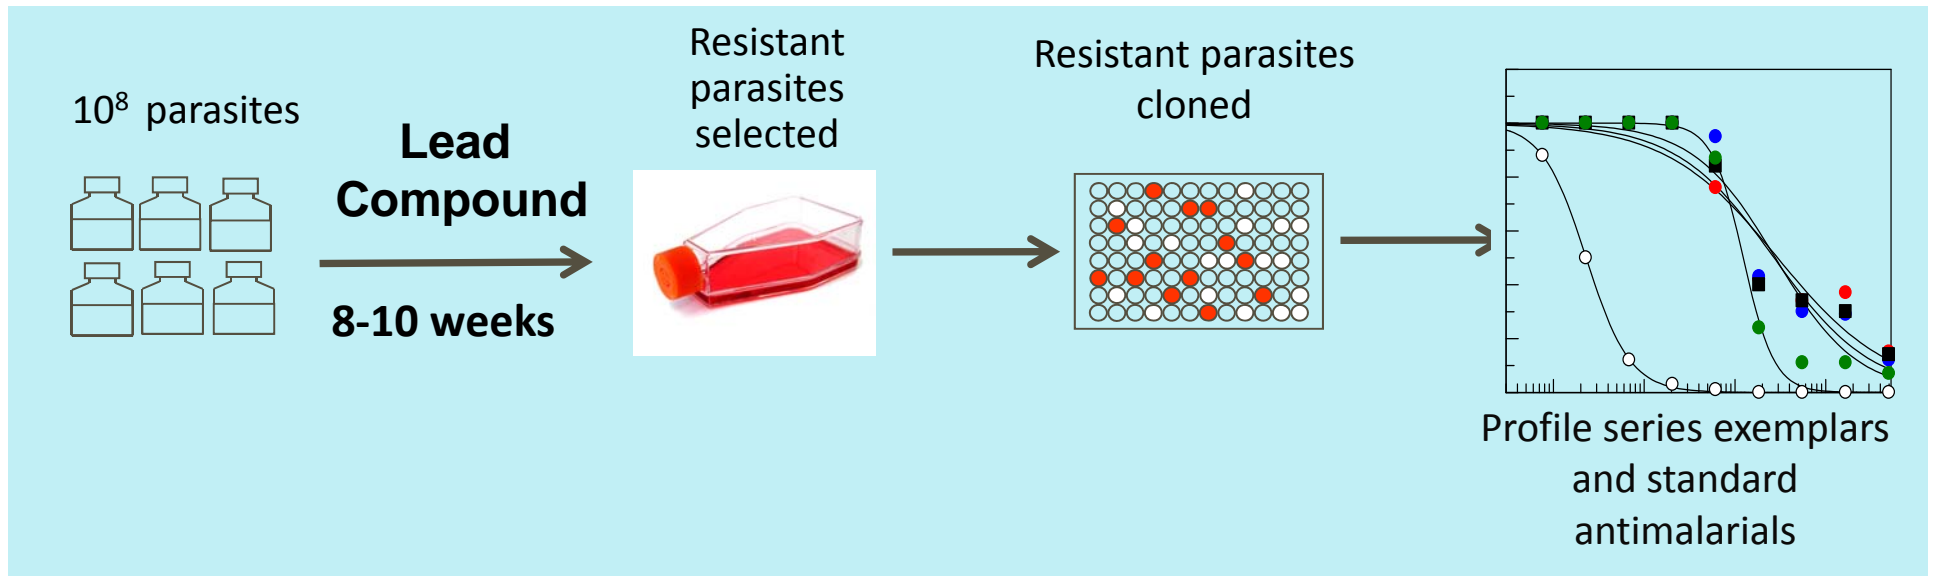 10⁸ parasites
Lead
Compound
8-10 weeks
Resistant
parasites
selected
Resistant parasites
cloned
Profile series exemplars
and standard
antimalarials